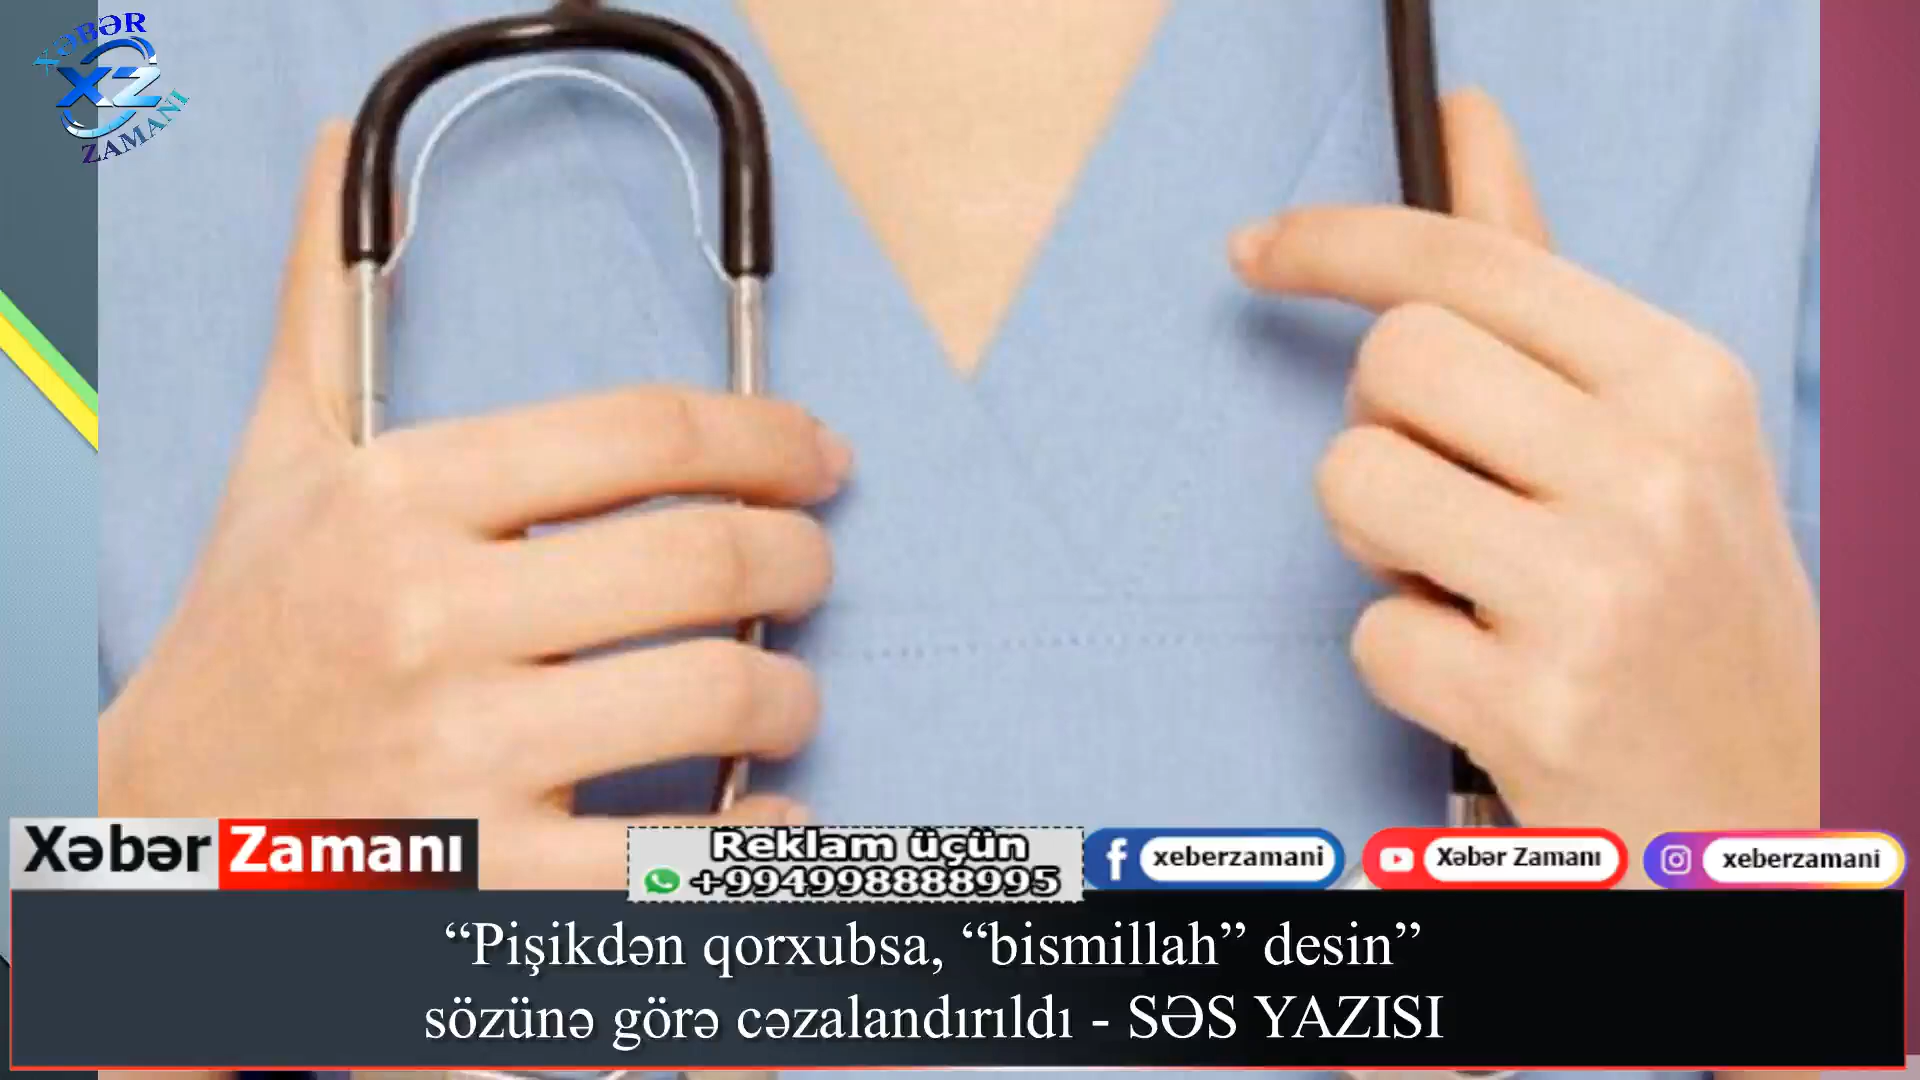 XƏBƏR
XZ
ZAMANI
Xəbər Zamanı
Reklam üçün
+994998888995
xeberzamani
Xəbər Zamanı
xeberzamani
“Pişikdən qorxubsa, “bismillah” desin”
sözünə görə cəzalandırıldı - SƏS YAZISI